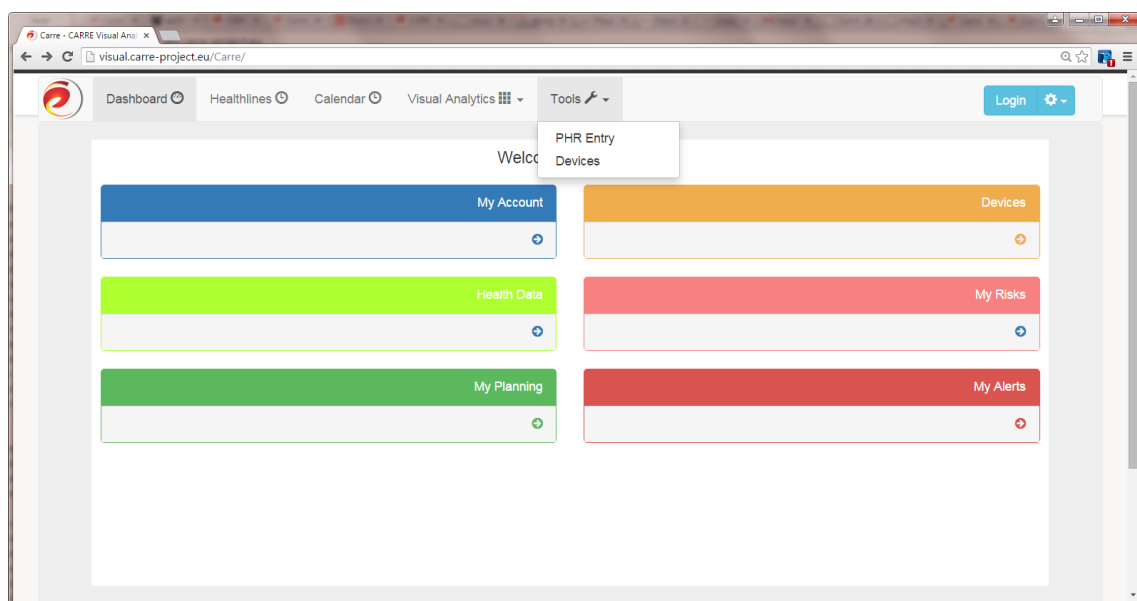 Carre - CARRE Visual Anal
visual.carre-project.eu/Carre/
Dashboard Healthlines Calendar Visual Analytics Tools Login
PHR Entry
Devices
My Account
Devices
Health Data
My Risks
My Planning
My Alerts